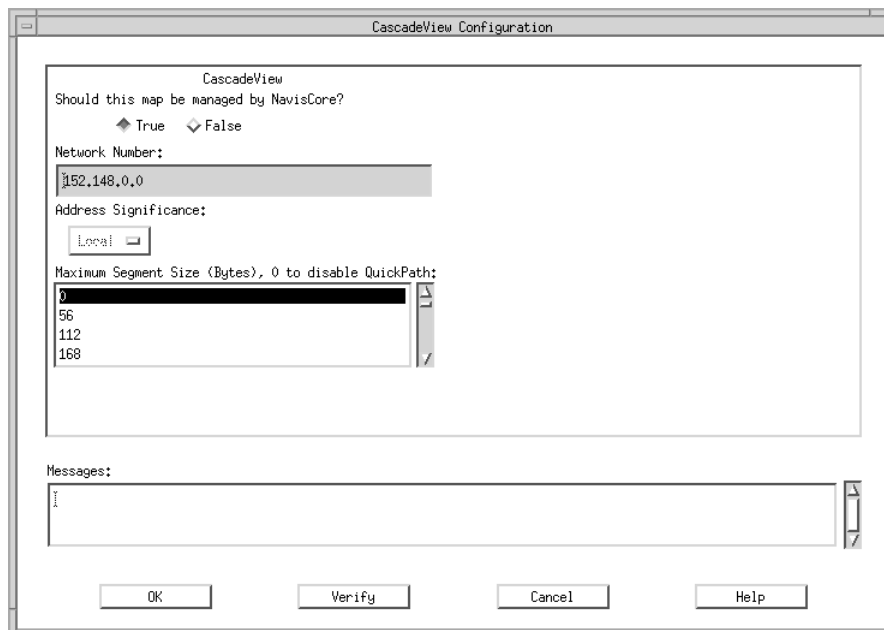 CascadeView Configuration
CascadeView
Should this map be managed by NavisCore?
True False
Network Number:
152.148.0.0
Address Significance:
Local
Maximum Segment Size (Bytes), 0 to disable QuickPath:
0
56
112
168
Messages:
OK Verify Cancel Help